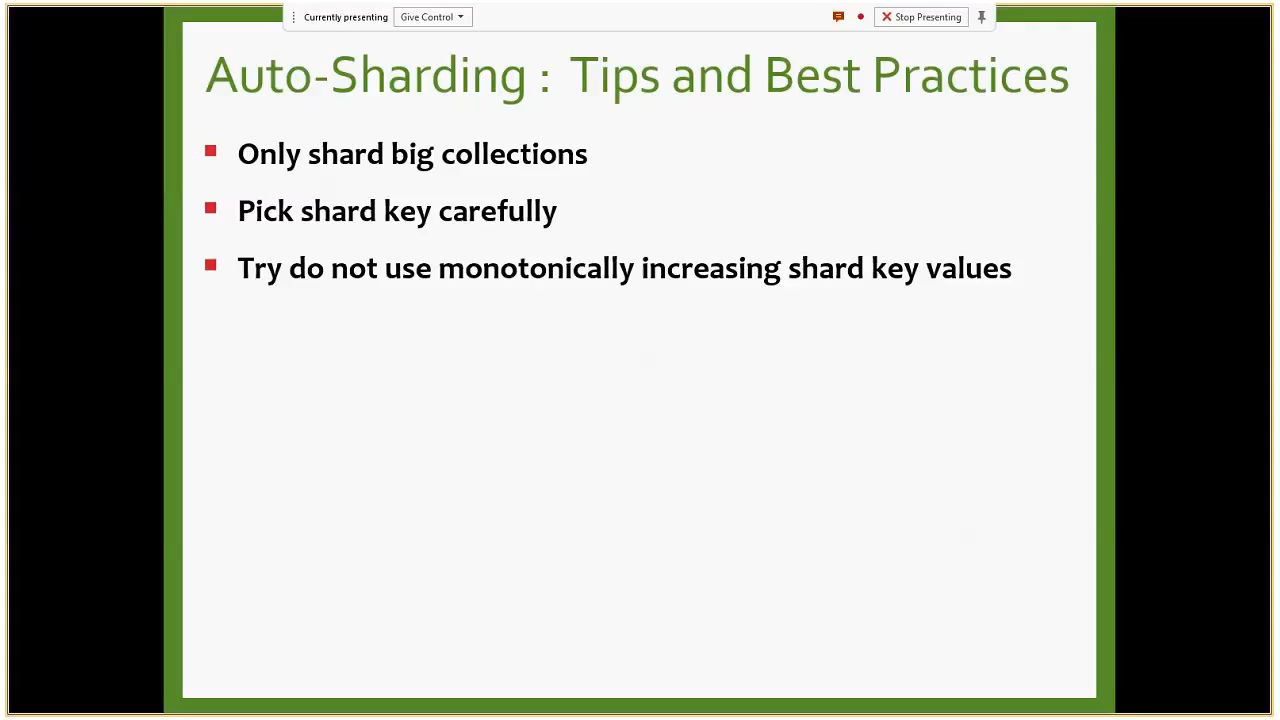 Currently presenting Give Control Stop Presenting
Auto-Sharding : Tips and Best Practices
Only shard big collections
Pick shard key carefully
Try do not use monotonically increasing shard key values